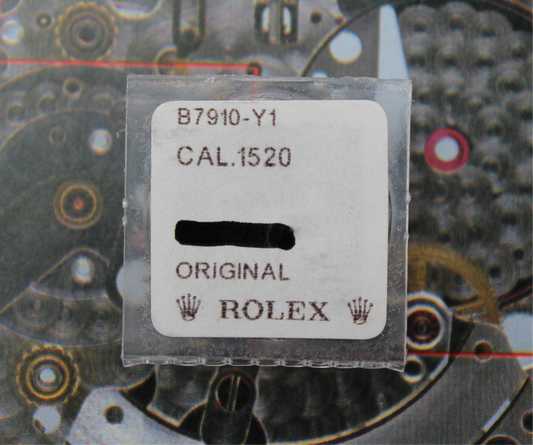 B7910-Y1
CAL.1520
ORIGINAL
ROLEX